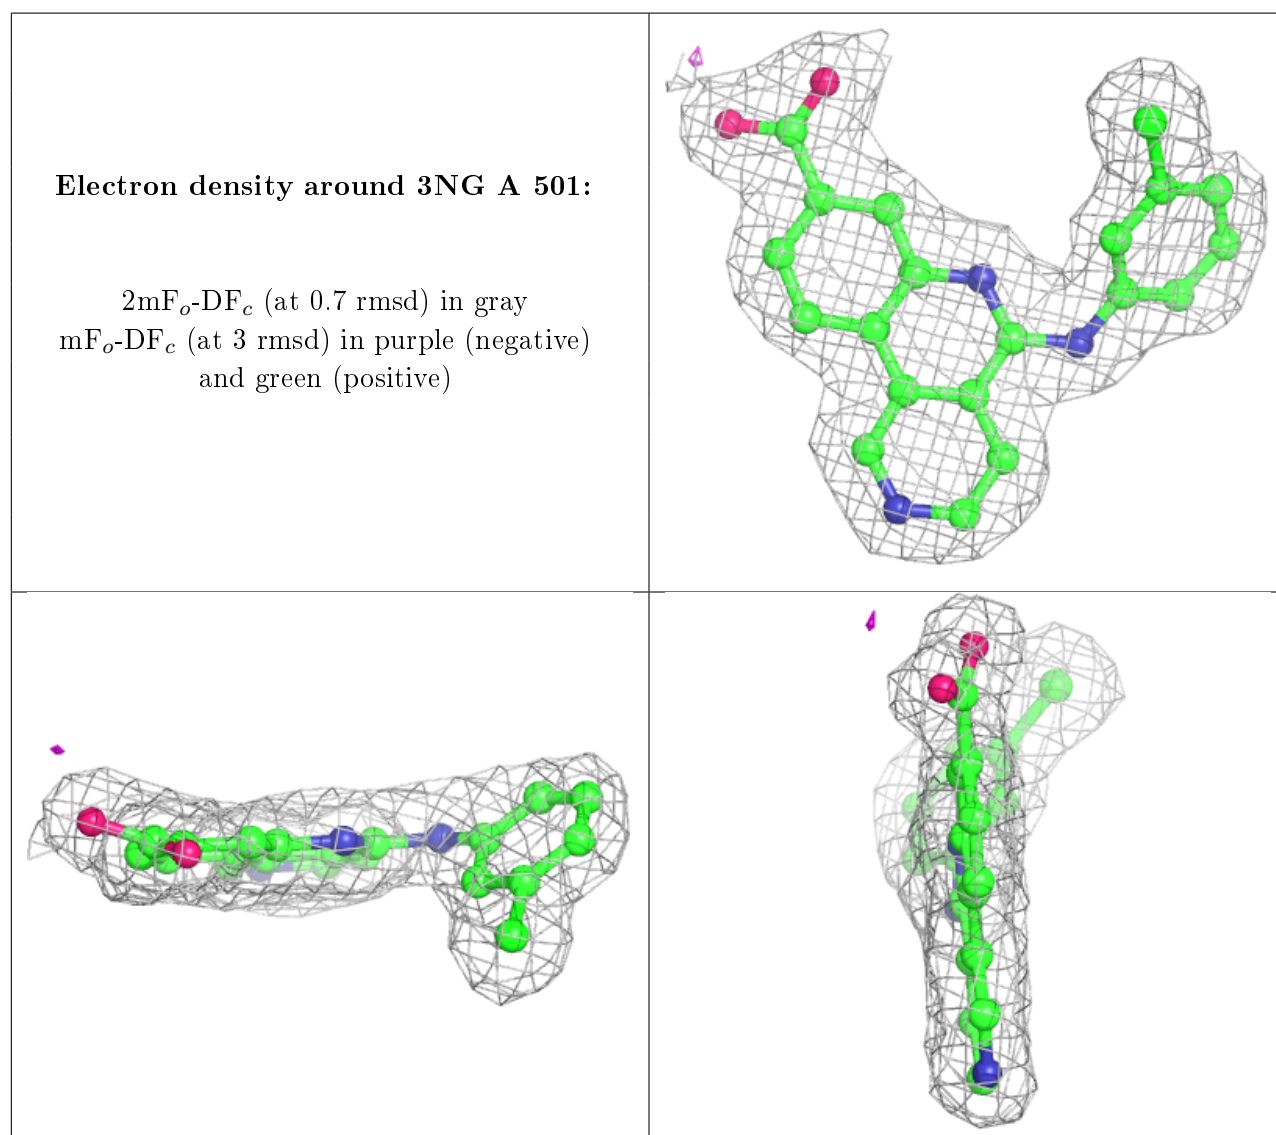 Electron density around 3NG A 501:
2mFₒ-DF𝒸 (at 0.7 rmsd) in gray
mFₒ-DF𝒸 (at 3 rmsd) in purple (negative)
and green (positive)